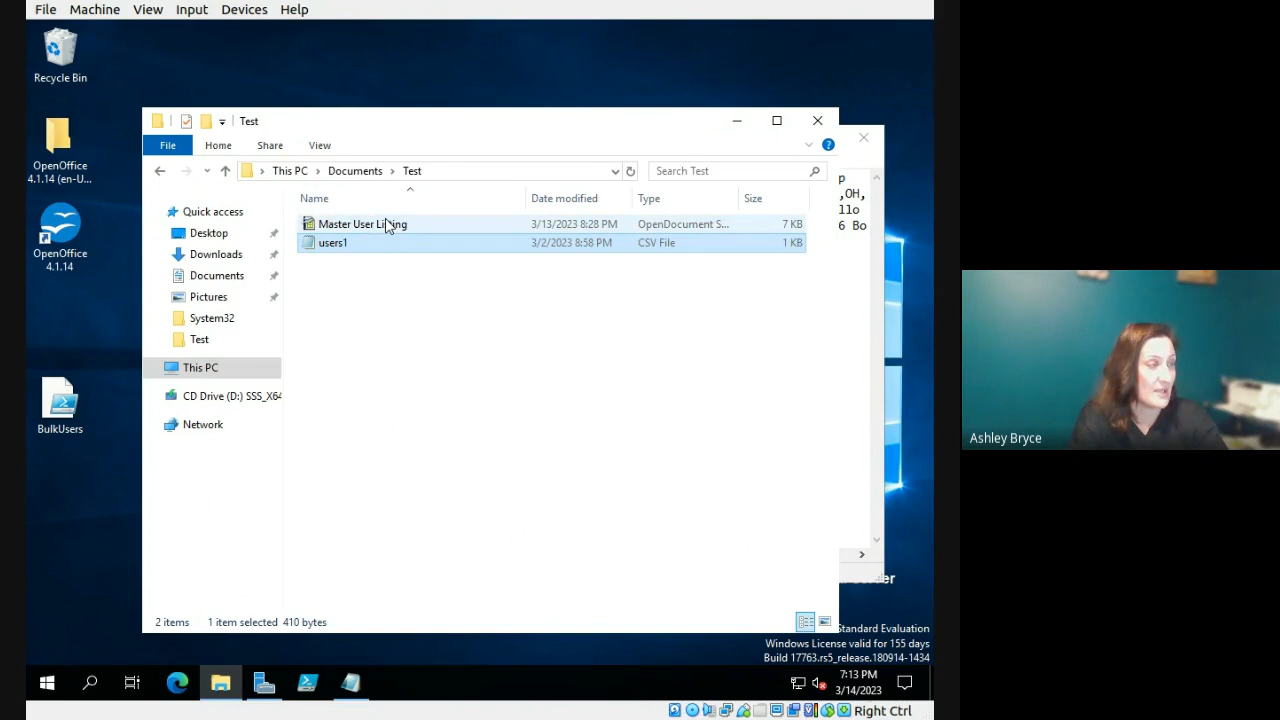 File Machine View Input Devices Help
Recycle Bin
OpenOffice
4.1.14 (en-U...
OpenOffice
4.1.14
BulkUsers
Test
File Home Share View
This PC Documents Test
Search Test
Name Date modified Type Size
Quick access
Desktop
Downloads
Documents
Pictures
System32
Test
This PC
CD Drive (D:) SSS_X64
Network
Master User Listing 3/13/2023 8:28 PM OpenDocument S... 7 KB
users1 3/2/2023 8:58 PM CSV File 1 KB
p
,OH,
llo
6 Bo
2 items 1 item selected 410 bytes
Standard Evaluation
Windows License valid for 155 days
Build 17763.rs5_release.180914-1434
7:13 PM
3/14/2023
Right Ctrl
Ashley Bryce